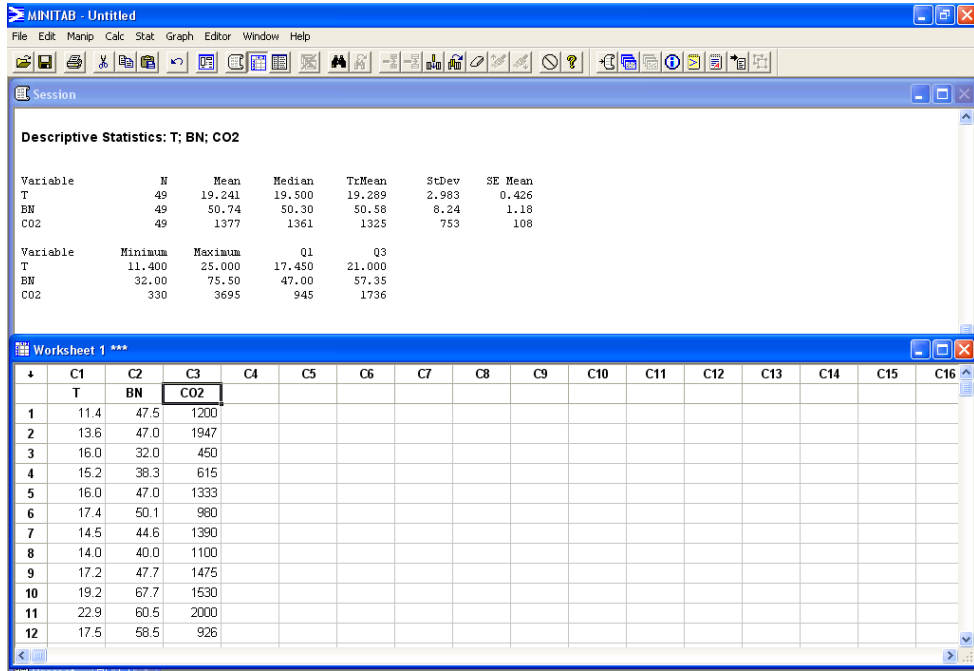 MINITAB - Untitled
File Edit Manip Calc Stat Graph Editor Window Help
Session
Descriptive Statistics: T; BN; CO2
Variable N Mean Median TrMean StDev SE Mean
T 49 19.241 19.500 19.289 2.983 0.426
BN 49 50.74 50.30 50.58 8.24 1.18
CO2 49 1377 1361 1325 753 108
Variable Minimum Maximum Q1 Q3
T 11.400 25.000 17.450 21.000
BN 32.00 75.50 47.00 57.35
CO2 330 3695 945 1736
Worksheet 1 ***
C1 C2 C3 C4 C5 C6 C7 C8 C9 C10 C11 C12 C13 C14 C15 C16
T BN CO2
1 11.4 47.5 1200
2 13.6 47.0 1947
3 16.0 32.0 450
4 15.2 38.3 615
5 16.0 47.0 1333
6 17.4 50.1 980
7 14.5 44.6 1390
8 14.0 40.0 1100
9 17.2 47.7 1475
10 19.2 67.7 1530
11 22.9 60.5 2000
12 17.5 58.5 926